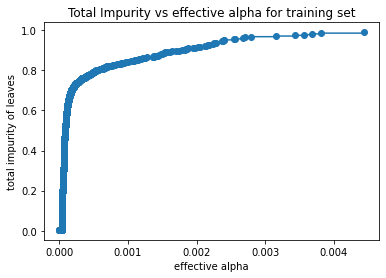 Total Impurity vs effective alpha for training set
total impurity of leaves
1.0
0.8
0.6
0.4
0.2
0.0
0.000 0.001 0.002 0.003 0.004
effective alpha